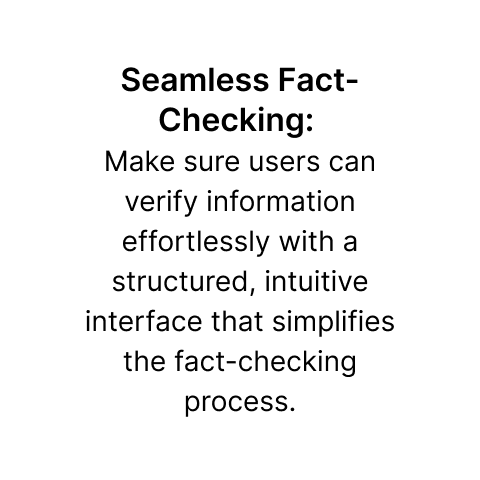 Seamless Fact-
Checking:
Make sure users can
verify information
effortlessly with a
structured, intuitive
interface that simplifies
the fact-checking
process.